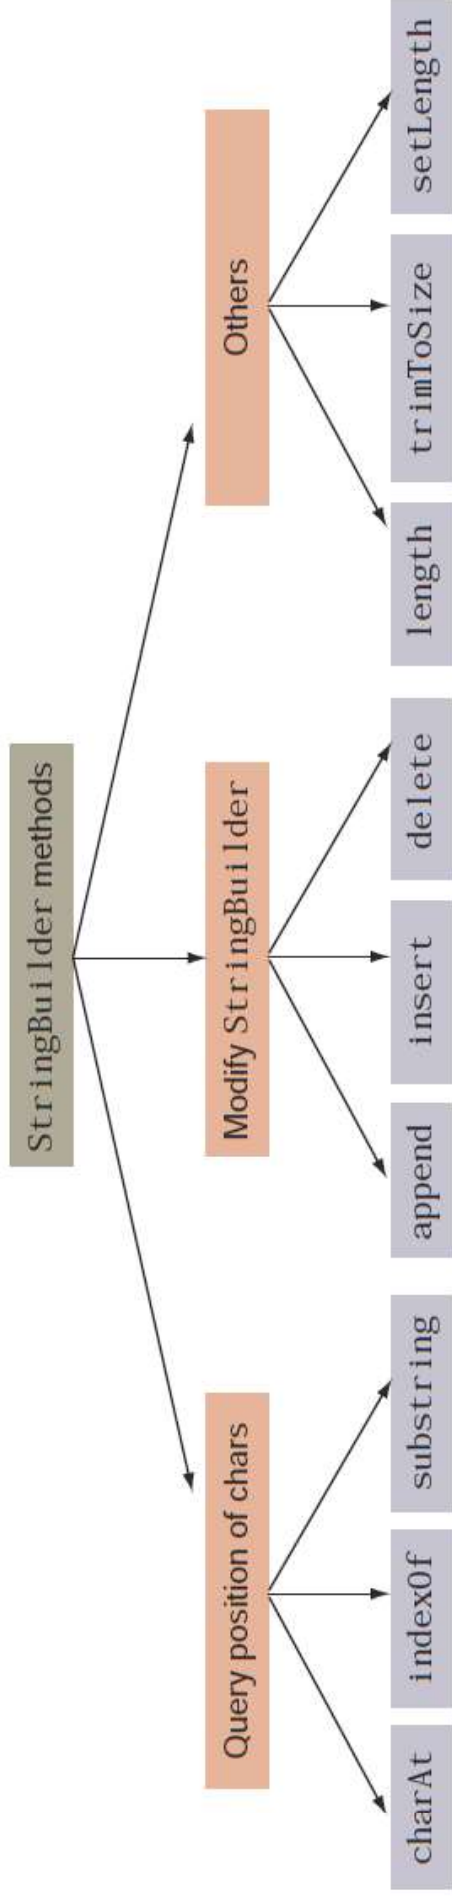 StringBuilder methods
Query position of chars
Modify StringBuilder
Others
charAt
indexOf
substring
append
insert
delete
length
trimToSize
setLength